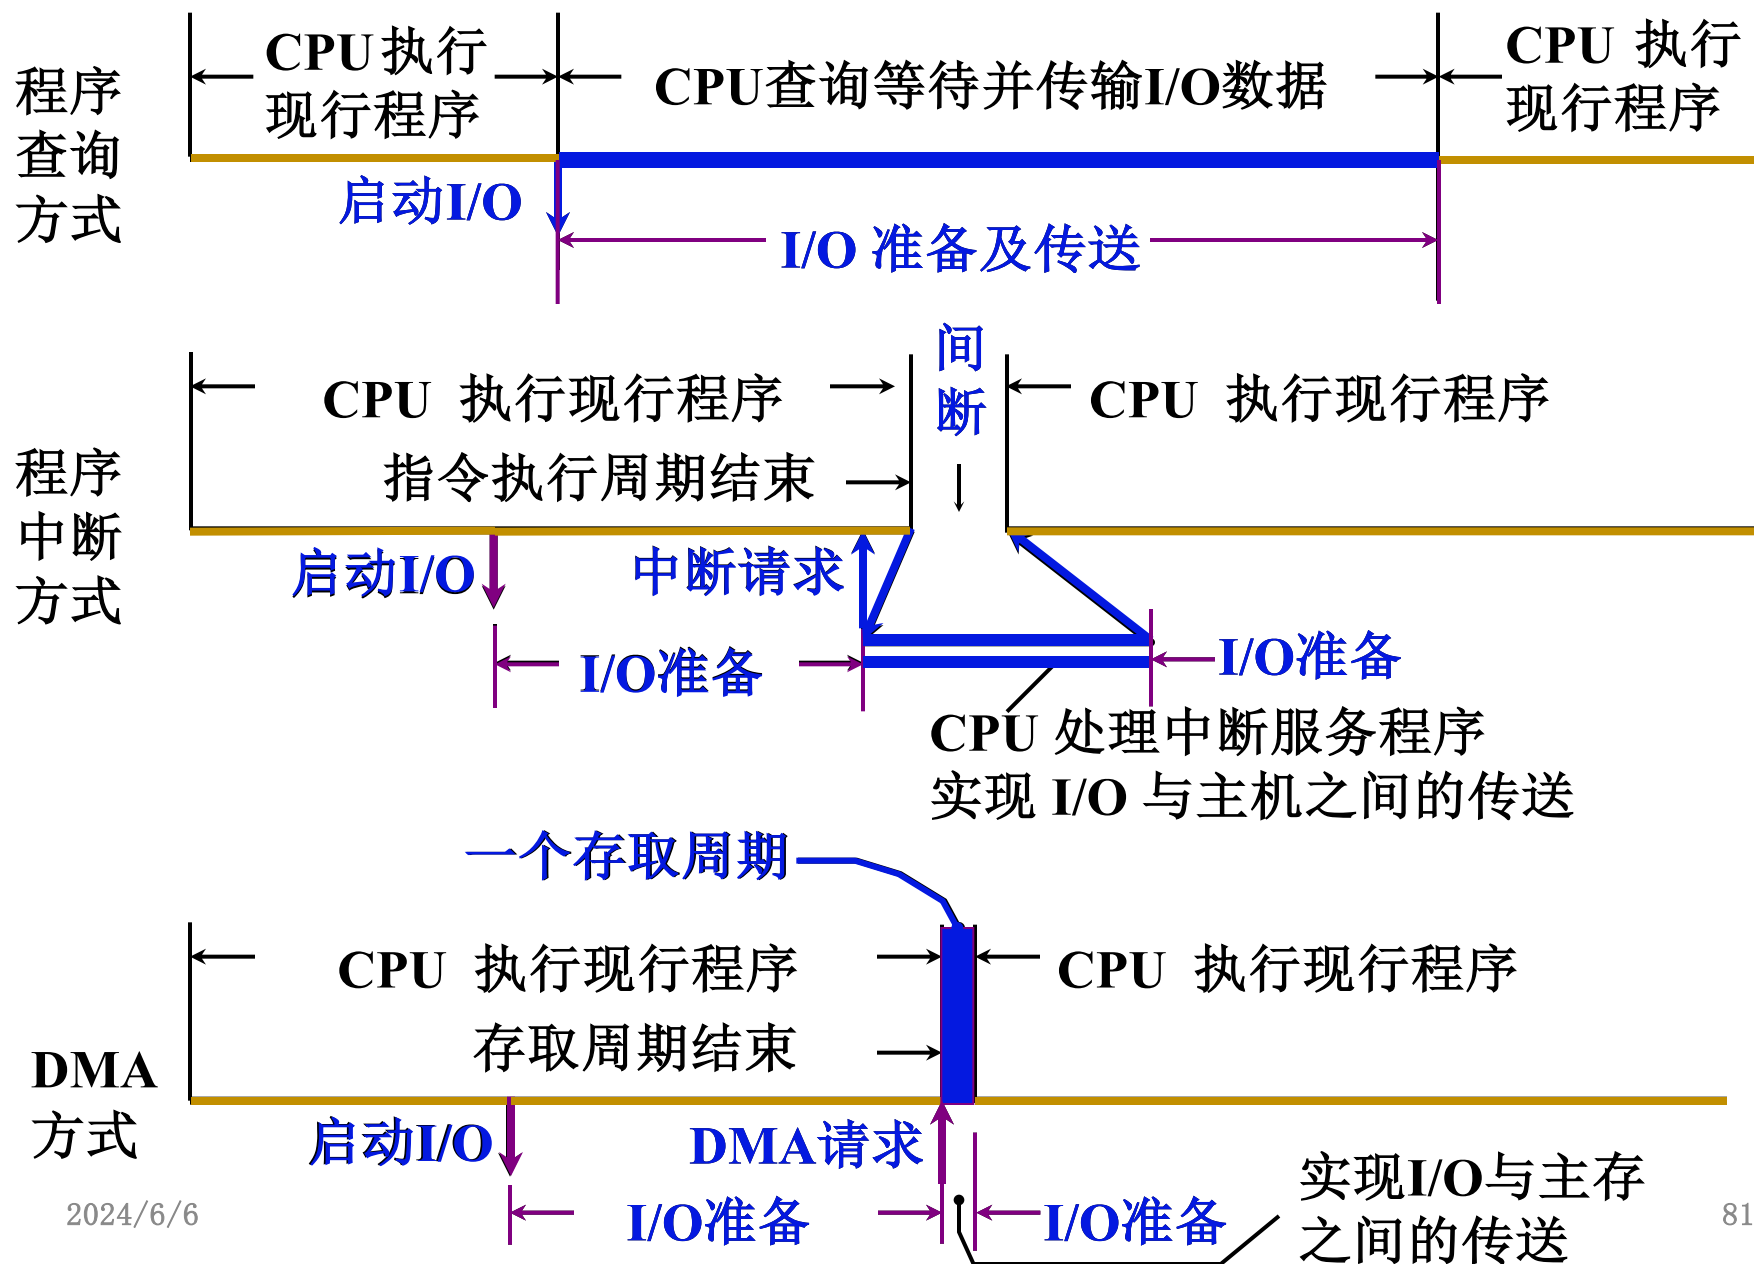 程序
查询
方式
CPU执行
现行程序
CPU查询等待并传输I/O数据
CPU 执行
现行程序
启动I/O
I/O 准备及传送
程序
中断
方式
CPU 执行现行程序
间
断
CPU 执行现行程序
指令执行周期结束
启动I/O
中断请求
I/O准备
I/O准备
CPU 处理中断服务程序
实现 I/O 与主机之间的传送
一个存取周期
DMA
方式
CPU 执行现行程序
CPU 执行现行程序
存取周期结束
启动I/O
DMA请求
I/O准备
I/O准备
实现I/O与主存
之间的传送
2024/6/6
81